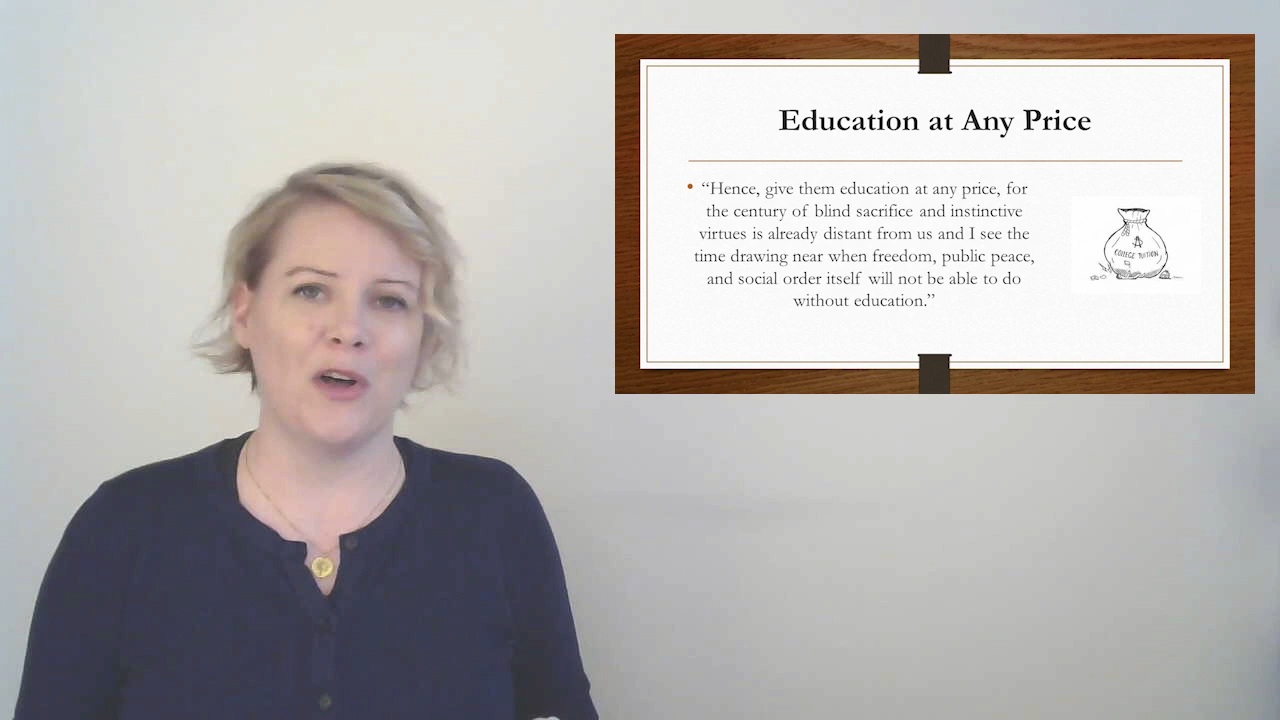 Education at Any Price
• “Hence, give them education at any price, for
the century of blind sacrifice and instinctive
virtues is already distant from us and I see the
time drawing near when freedom, public peace,
and social order itself will not be able to do
without education.”
COLLEGE TUITION